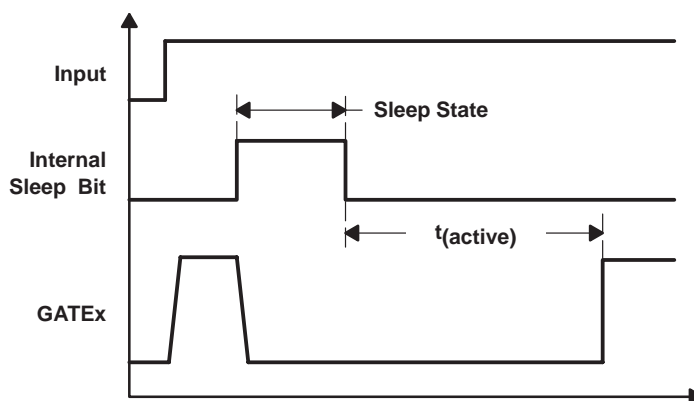 Input
Sleep State
Internal
Sleep Bit
t(active)
GATEx